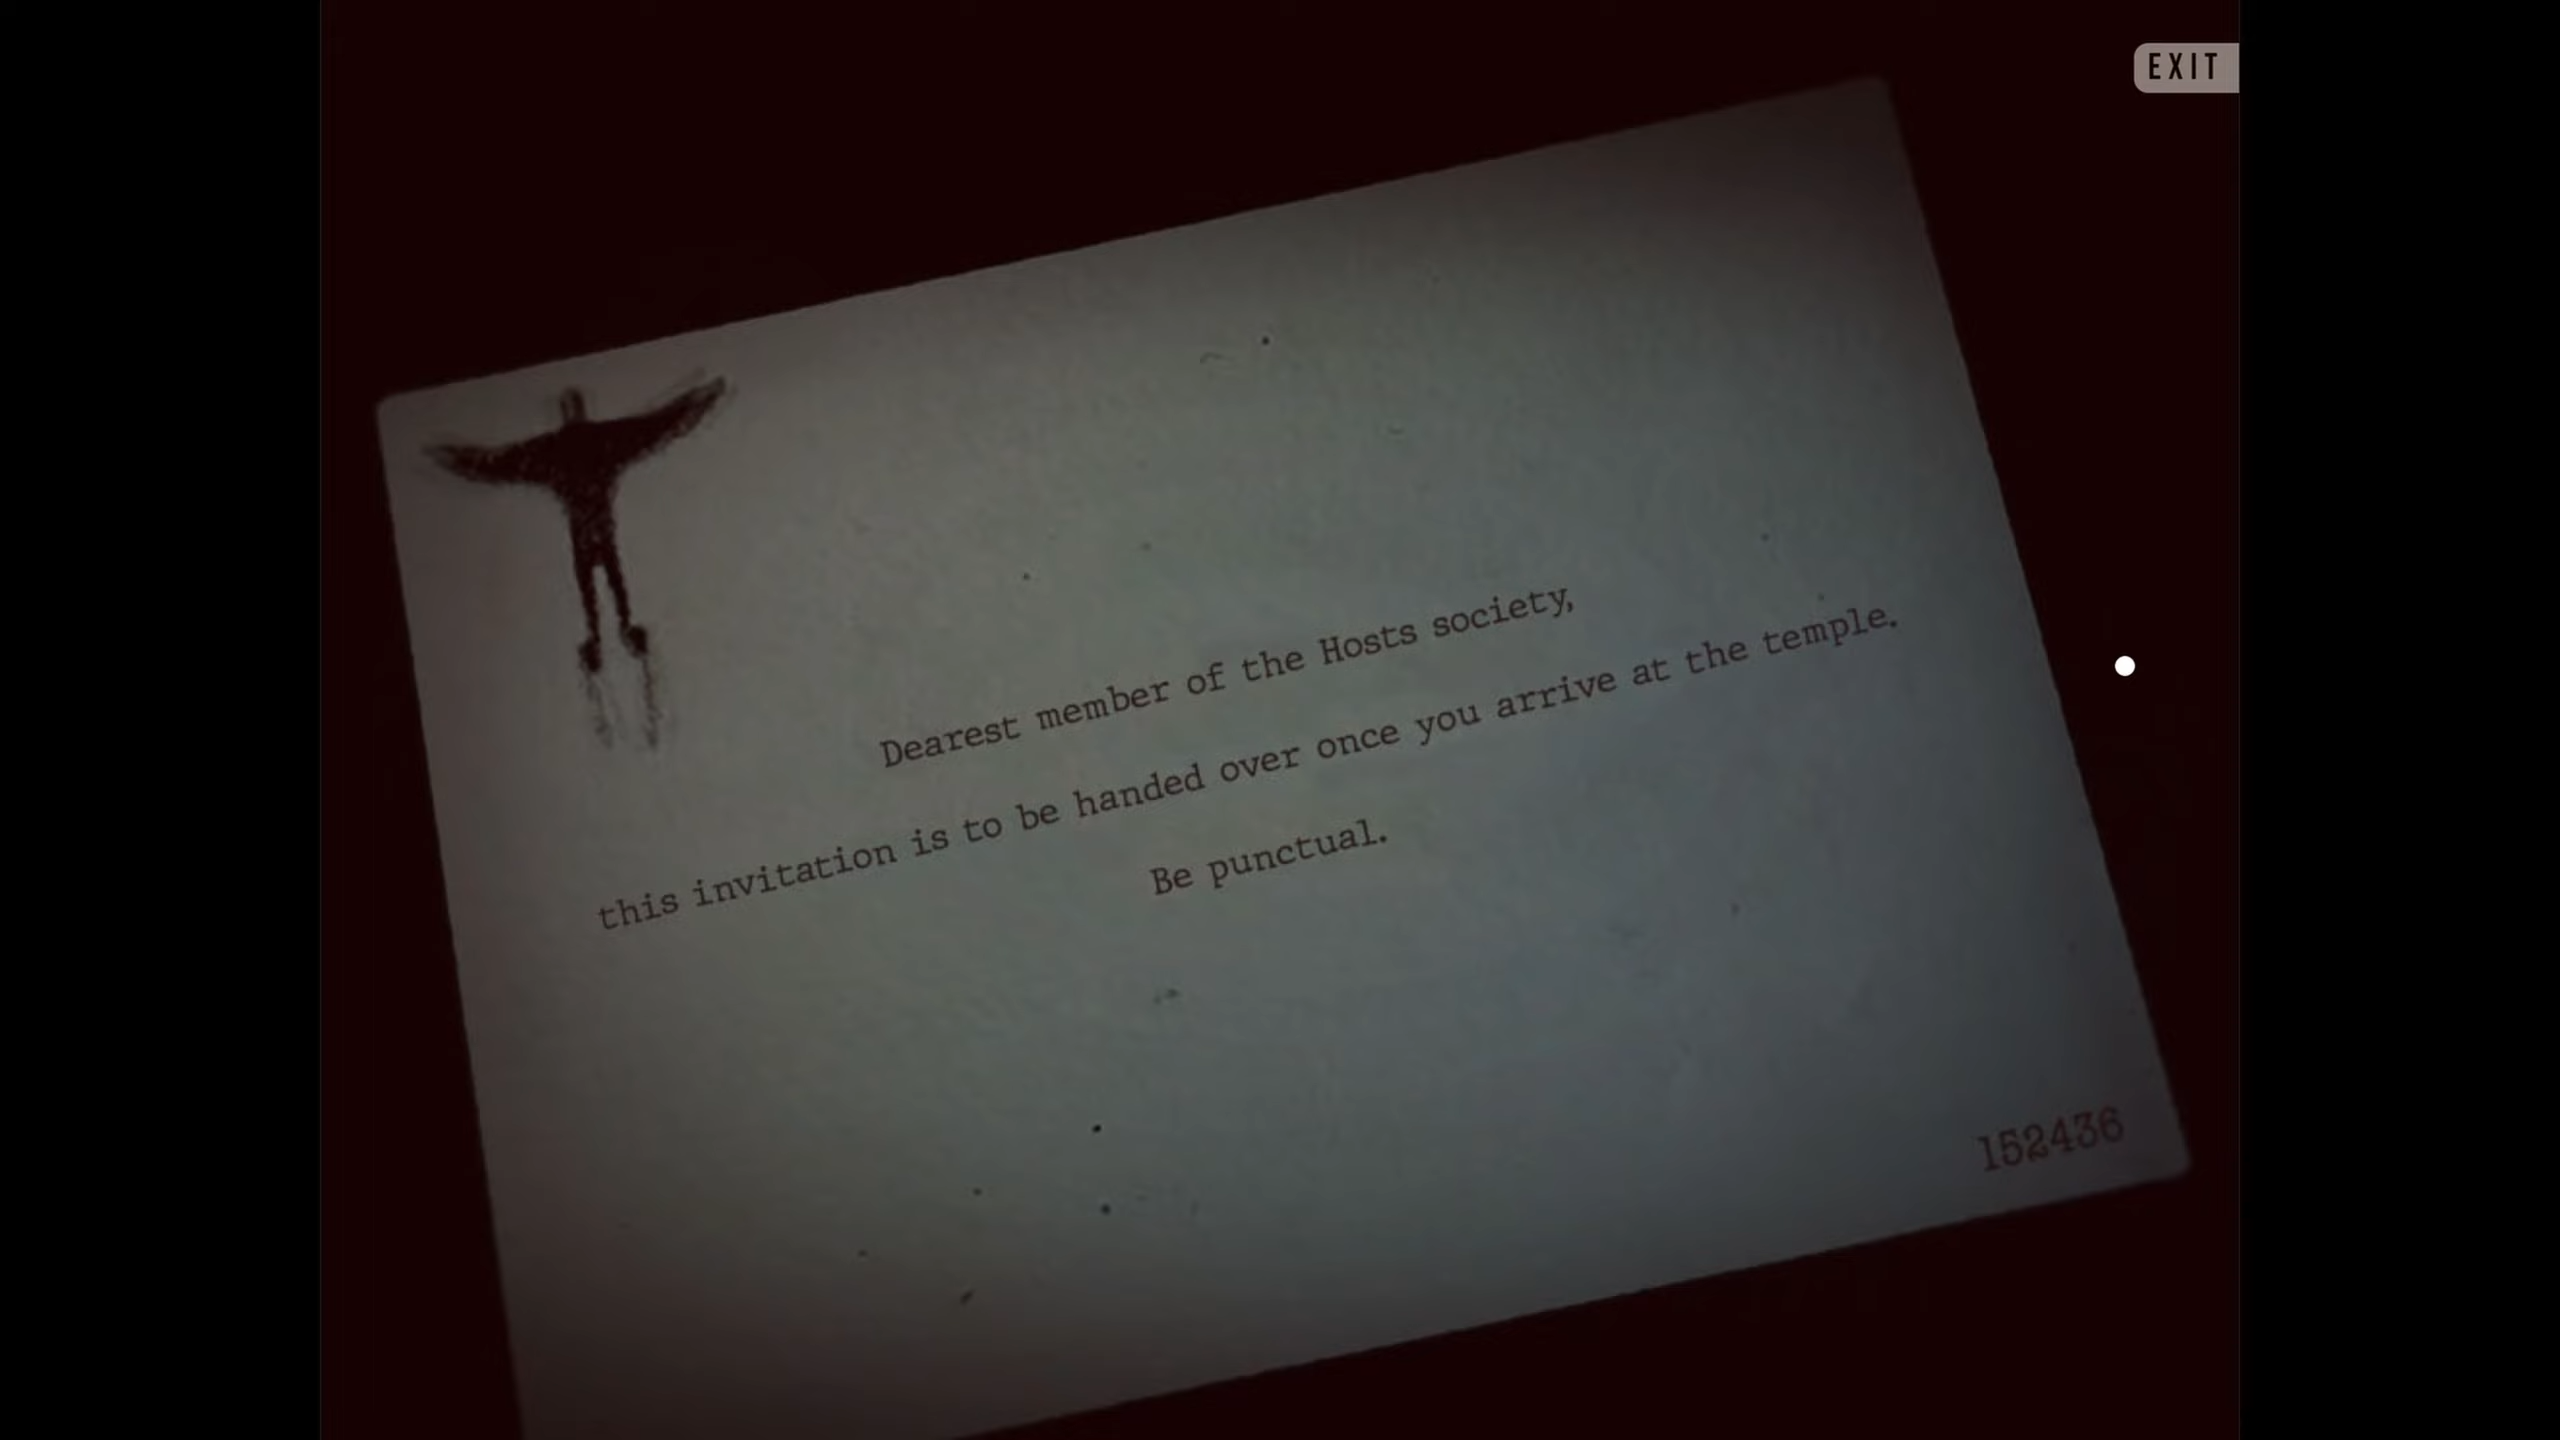 EXIT
Dearest member of the Hosts society,
this invitation is to be handed over once you arrive at the temple.
Be punctual.
152436